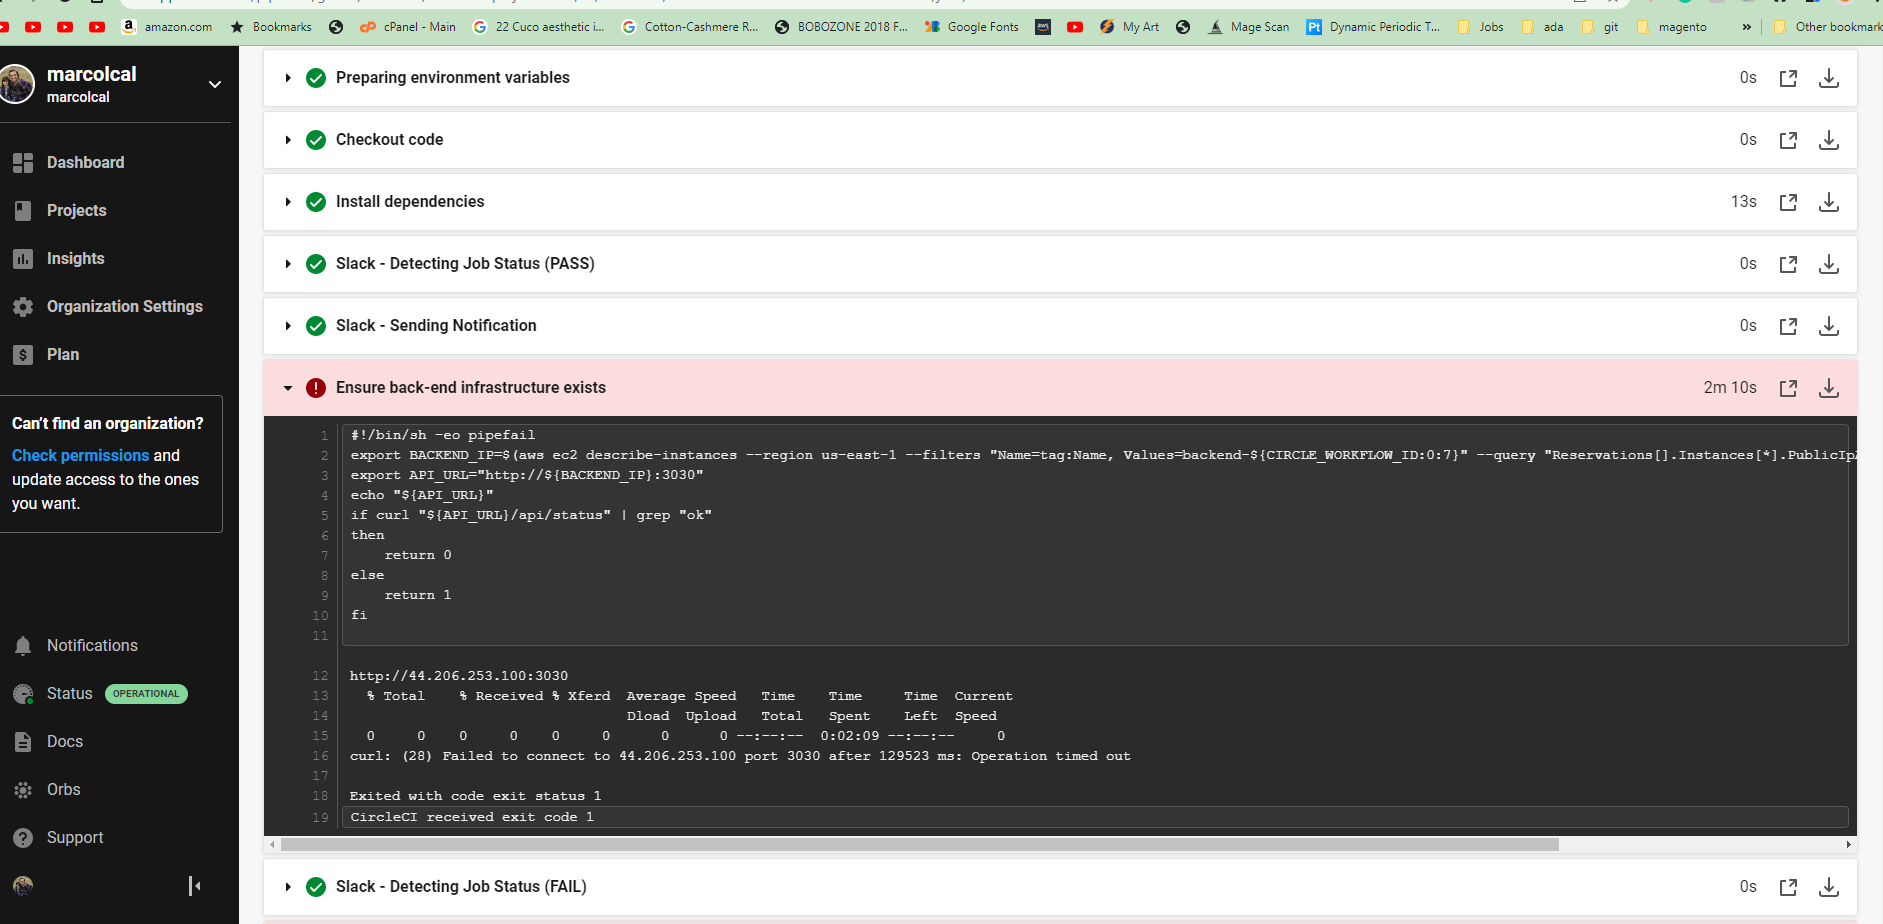 amazon.com
Bookmarks
cPanel - Main
22 Cuco aesthetic i...
Cotton-Cashmere R...
BOBOZONE 2018 F...
Google Fonts
aws
My Art
Mage Scan
Pt
Dynamic Periodic T...
Jobs
ada
git
magento
»
Other bookmark
marcolcal
marcolcal
Dashboard
Projects
Insights
Organization Settings
Plan
Can't find an organization?
Check permissions and
update access to the ones
you want.
Notifications
Status OPERATIONAL
Docs
Orbs
Support
Preparing environment variables 0s
Checkout code 0s
Install dependencies 13s
Slack - Detecting Job Status (PASS) 0s
Slack - Sending Notification 0s
Ensure back-end infrastructure exists 2m 10s
1 #!/bin/sh -eo pipefail
2 export BACKEND_IP=$(aws ec2 describe-instances --region us-east-1 --filters "Name=tag:Name, Values=backend-${CIRCLE_WORKFLOW_ID:0:7}" --query "Reservations[].Instances[*].PublicIp
3 export API_URL="http://${BACKEND_IP}:3030"
4 echo "${API_URL}"
5 if curl "${API_URL}/api/status" | grep "ok"
6 then
7 return 0
8 else
9 return 1
10 fi
11
12 http://44.206.253.100:3030
13 % Total % Received % Xferd Average Speed Time Time Time Current
14 Dload Upload Total Spent Left Speed
15 0 0 0 0 0 0 0 0 --:--:-- 0:02:09 --:--:-- 0
16 curl: (28) Failed to connect to 44.206.253.100 port 3030 after 129523 ms: Operation timed out
17
18 Exited with code exit status 1
19 CircleCI received exit code 1
Slack - Detecting Job Status (FAIL) 0s